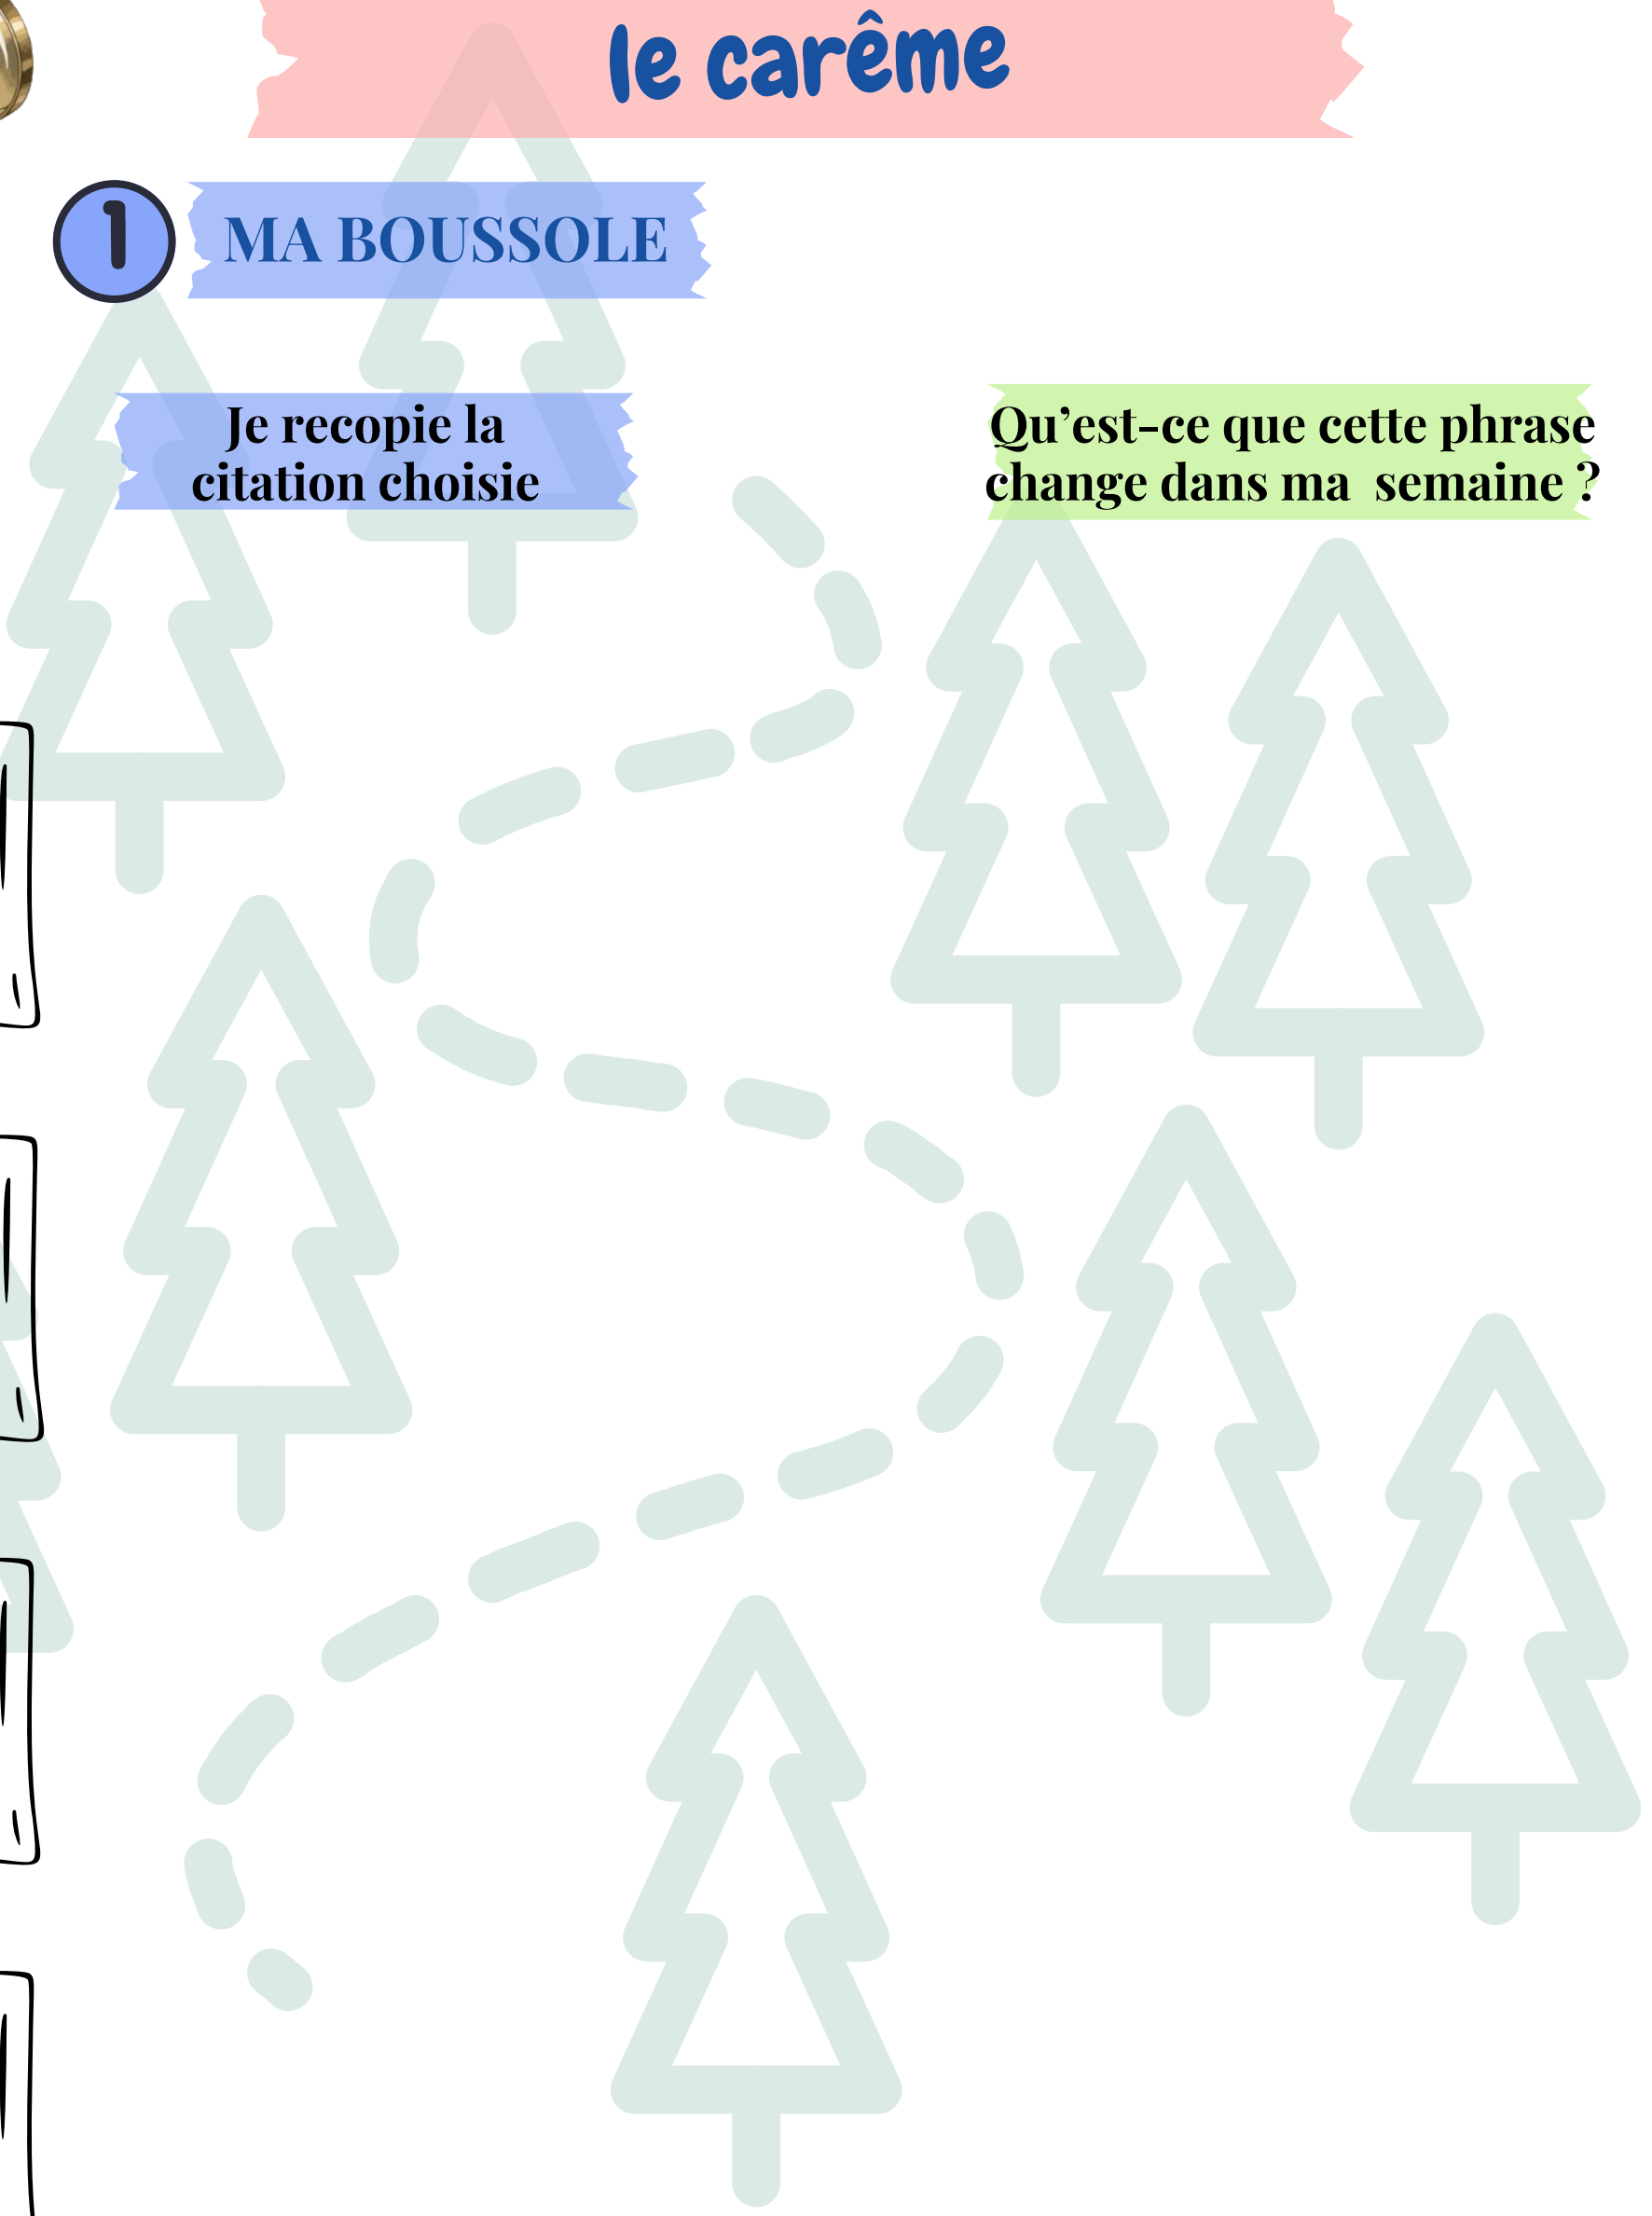 le carême
1
MA BOUSSOLE
Je recopie la
citation choisie
Qu’est-ce que cette phrase
change dans ma  semaine ?